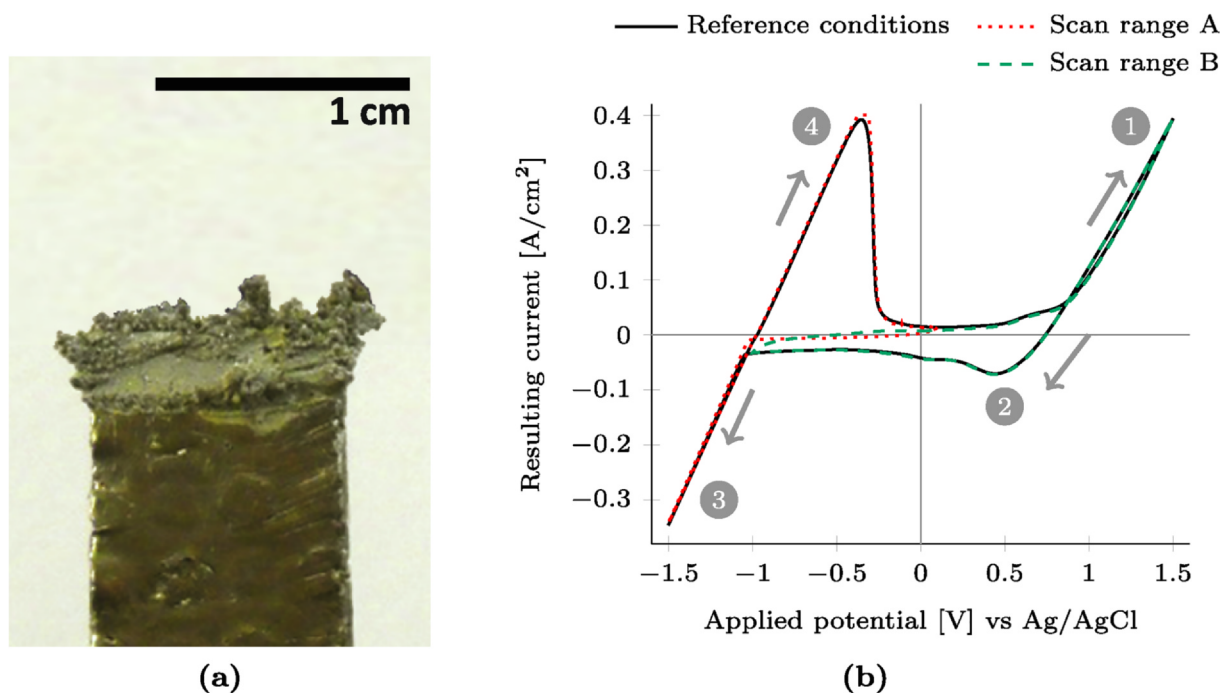 1 cm
(a)
Reference conditions
Scan range A
Scan range B
Resulting current [A/cm²]
0.4
0.3
0.2
0.1
0
−0.1
−0.2
−0.3
4
1
2
3
−1.5 −1 −0.5 0 0.5 1 1.5
Applied potential [V] vs Ag/AgCl
(b)